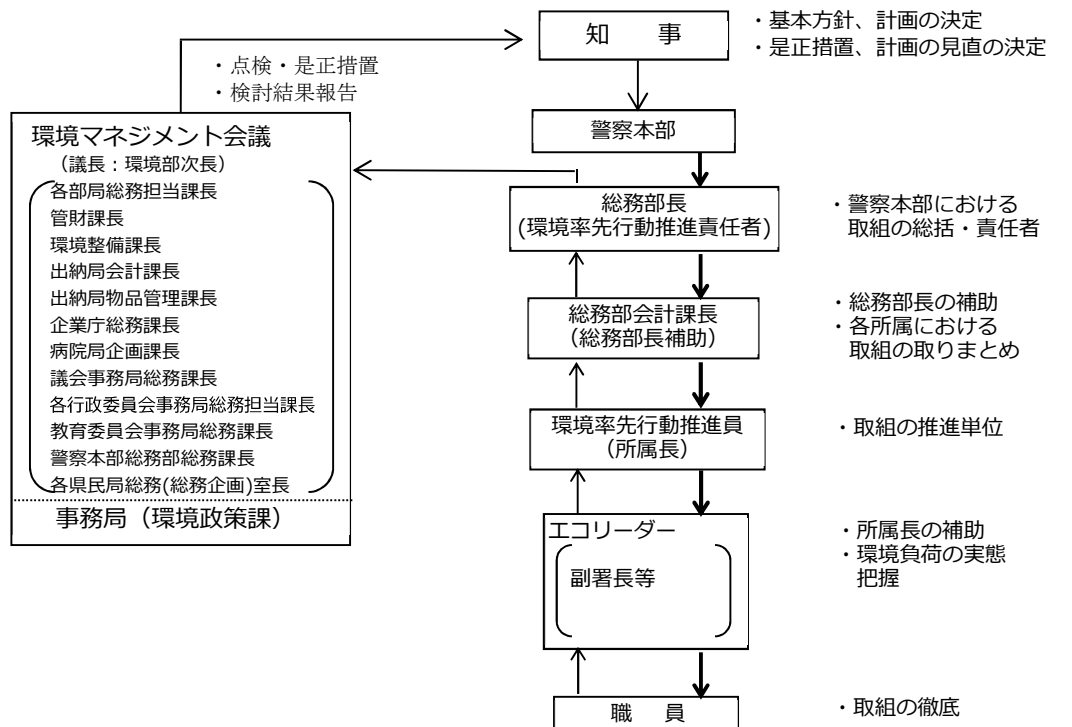 知　事
・基本方針、計画の決定
・是正措置、計画の見直の決定
・点検・是正措置
・検討結果報告
警察本部
環境マネジメント会議
（議長：環境部次長）
各部局総務担当課長
管財課長
環境整備課長
出納局会計課長
出納局物品管理課長
企業庁総務課長
病院局企画課長
議会事務局総務課長
各行政委員会事務局総務担当課長
教育委員会事務局総務課長
警察本部総務部総務課長
各県民局総務(総務企画)室長
事務局（環境政策課）
総務部長
(環境率先行動推進責任者)
・警察本部における
取組の総括・責任者
総務部会計課長
（総務部長補助）
・総務部長の補助
・各所属における
取組の取りまとめ
環境率先行動推進員
（所属長）
・取組の推進単位
エコリーダー
副署長等
・所属長の補助
・環境負荷の実態
把握
職　員
・取組の徹底